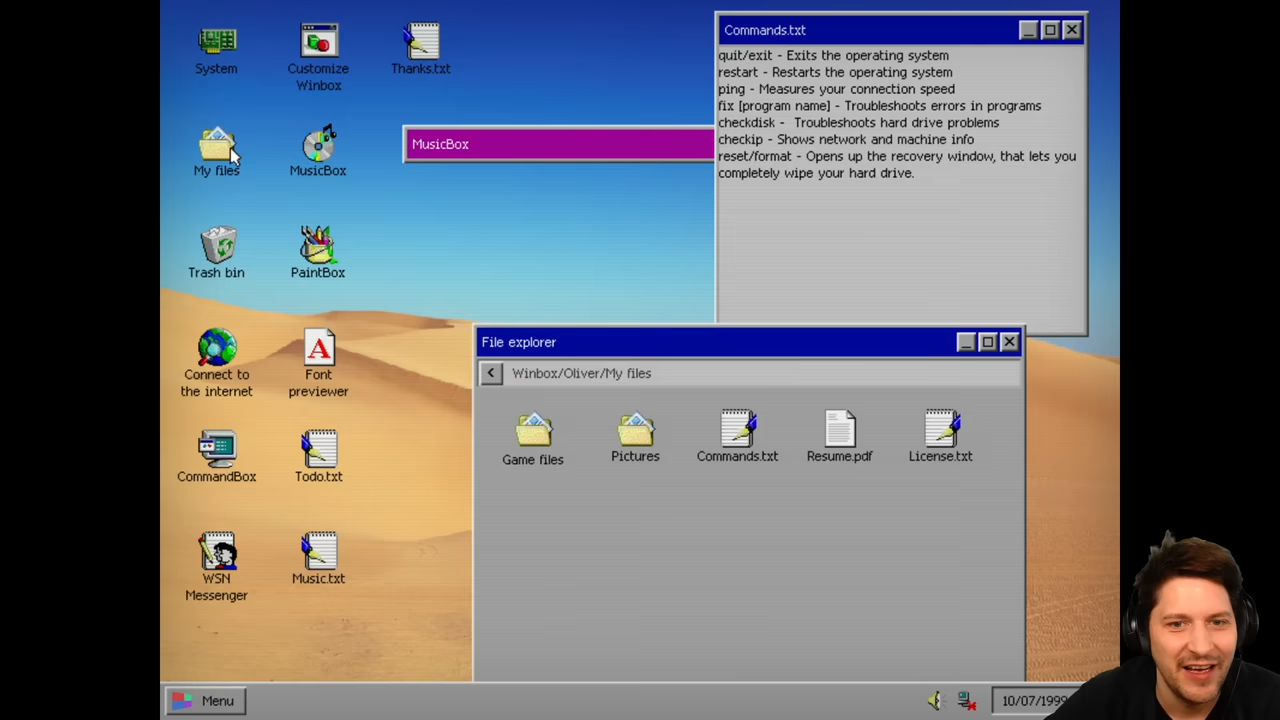 System
Customize
Winbox
Thanks.txt
My files
MusicBox
Trash bin
PaintBox
Connect to
the internet
Font
previewer
CommandBox
Todo.txt
WSN
Messenger
Music.txt
MusicBox
Commands.txt
quit/exit - Exits the operating system
restart - Restarts the operating system
ping - Measures your connection speed
fix [program name] - Troubleshoots errors in programs
checkdisk -  Troubleshoots hard drive problems
checkip - Shows network and machine info
reset/format - Opens up the recovery window, that lets you
completely wipe your hard drive.
File explorer
< Winbox/Oliver/My files
Game files
Pictures
Commands.txt
Resume.pdf
License.txt
Menu
10/07/1999